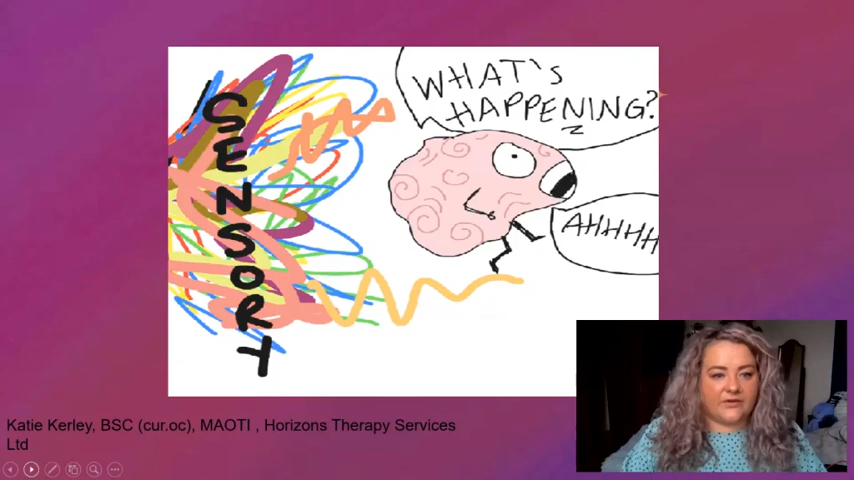 WHAT'S
HAPPENING?
SENSORY
AHHHH
Katie Kerley, BSC (cur.oc), MAOTI , Horizons Therapy Services
Ltd